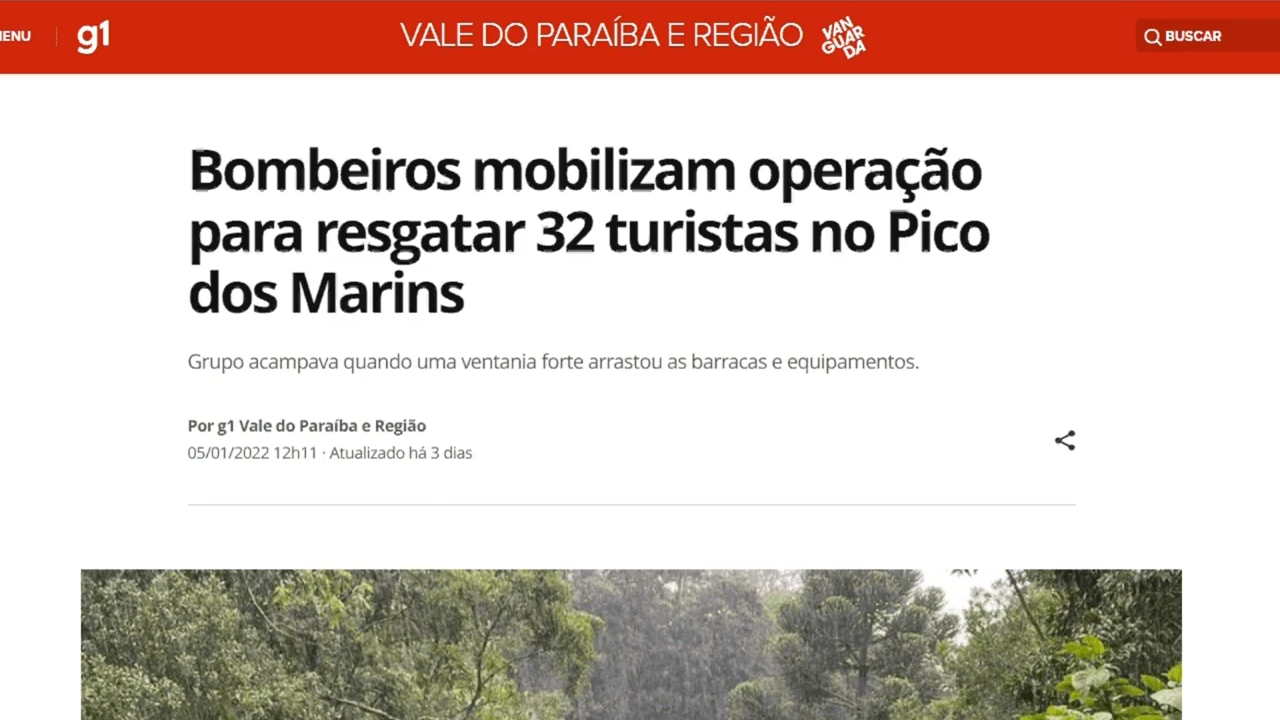 ENU
g1
VALE DO PARAÍBA E REGIÃO
VAN
GUAR
DA
BUSCAR
Bombeiros mobilizam operação
para resgatar 32 turistas no Pico
dos Marins
Grupo acampava quando uma ventania forte arrastou as barracas e equipamentos.
Por g1 Vale do Paraíba e Região
05/01/2022 12h11 · Atualizado há 3 dias